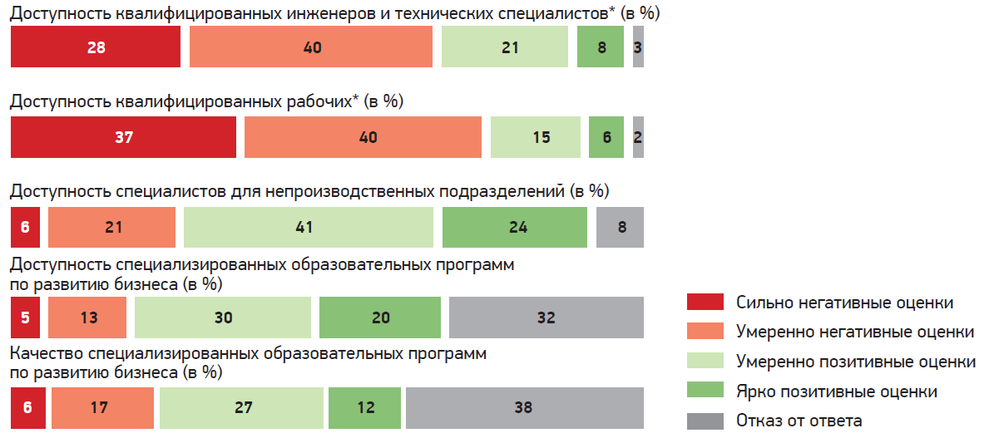 Доступность квалифицированных инженеров и технических специалистов* (в %)
28 40 21 8 3
Доступность квалифицированных рабочих* (в %)
37 40 15 6 2
Доступность специалистов для непроизводственных подразделений (в %)
6 21 41 24 8
Доступность специализированных образовательных программ
по развитию бизнеса (в %)
5 13 30 20 32
Качество специализированных образовательных программ
по развитию бизнеса (в %)
6 17 27 12 38
Сильно негативные оценки
Умеренно негативные оценки
Умеренно позитивные оценки
Ярко позитивные оценки
Отказ от ответа